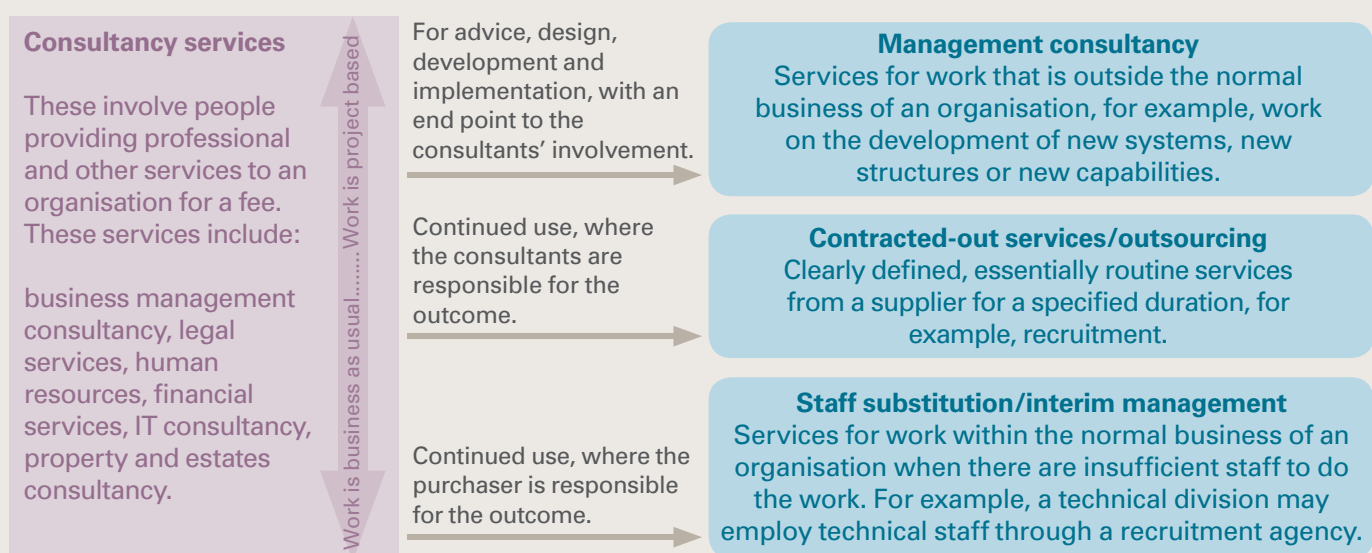 Consultancy services
These involve people
providing professional
and other services to an
organisation for a fee.
These services include:
business management
consultancy, legal
services, human
resources, financial
services, IT consultancy,
property and estates
consultancy.
Work is business as usual........ Work is project based
For advice, design,
development and
implementation, with an
end point to the
consultants’ involvement.
Management consultancy
Services for work that is outside the normal
business of an organisation, for example, work
on the development of new systems, new
structures or new capabilities.
Continued use, where
the consultants are
responsible for the
outcome.
Contracted-out services/outsourcing
Clearly defined, essentially routine services
from a supplier for a specified duration, for
example, recruitment.
Continued use, where the
purchaser is responsible
for the outcome.
Staff substitution/interim management
Services for work within the normal business of an
organisation when there are insufficient staff to do
the work. For example, a technical division may
employ technical staff through a recruitment agency.